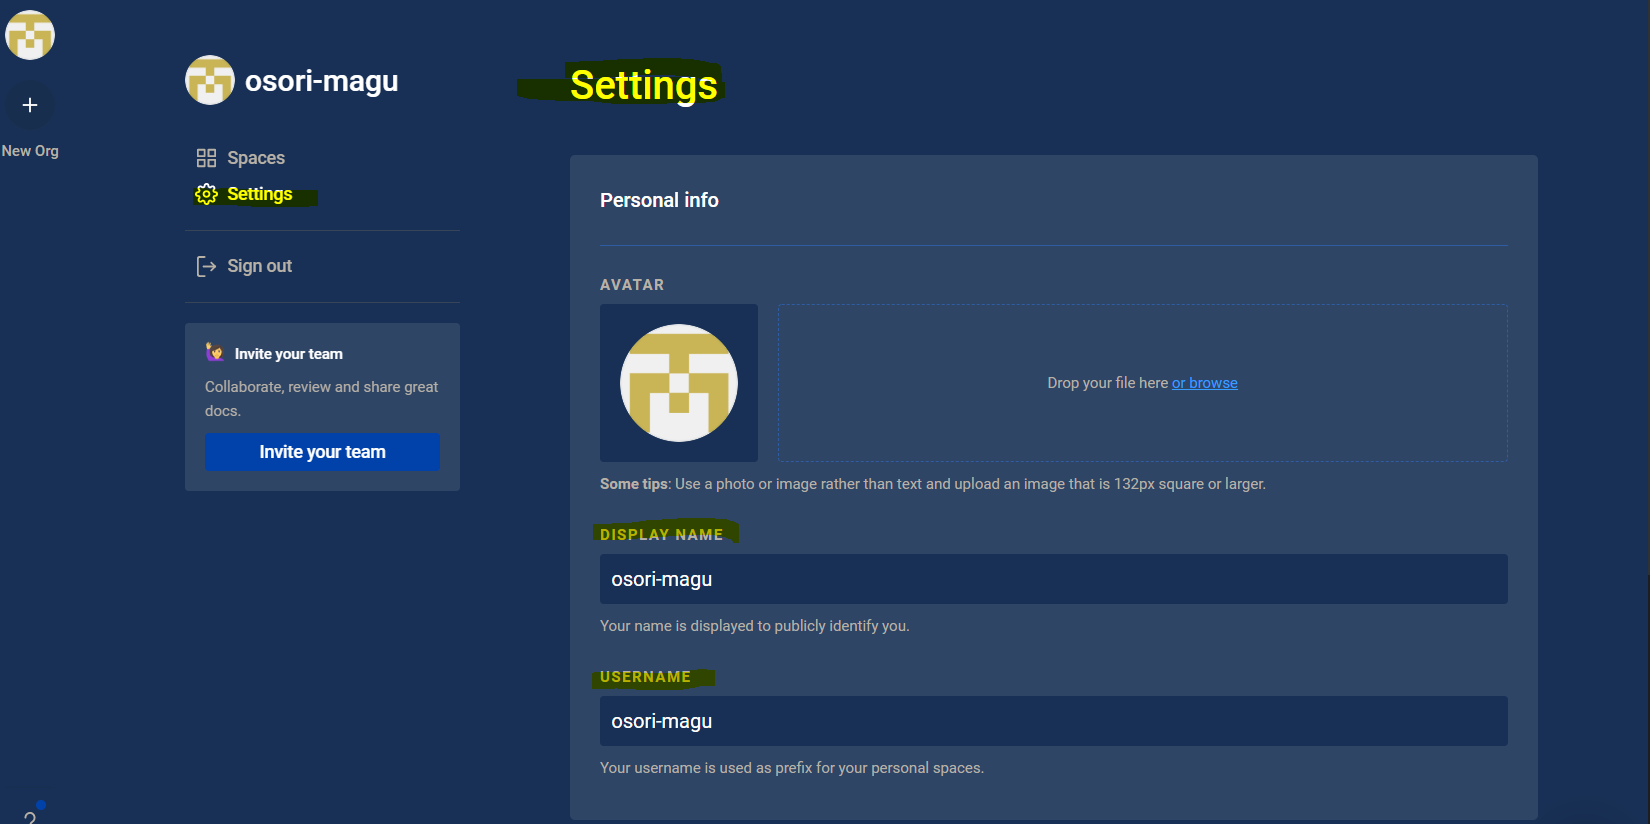 New Org
osori-magu
Spaces
Settings
Sign out
Invite your team
Collaborate, review and share great
docs.
Invite your team
Settings
Personal info
AVATAR
Drop your file here or browse
Some tips: Use a photo or image rather than text and upload an image that is 132px square or larger.
DISPLAY NAME
osori-magu
Your name is displayed to publicly identify you.
USERNAME
osori-magu
Your username is used as prefix for your personal spaces.
?